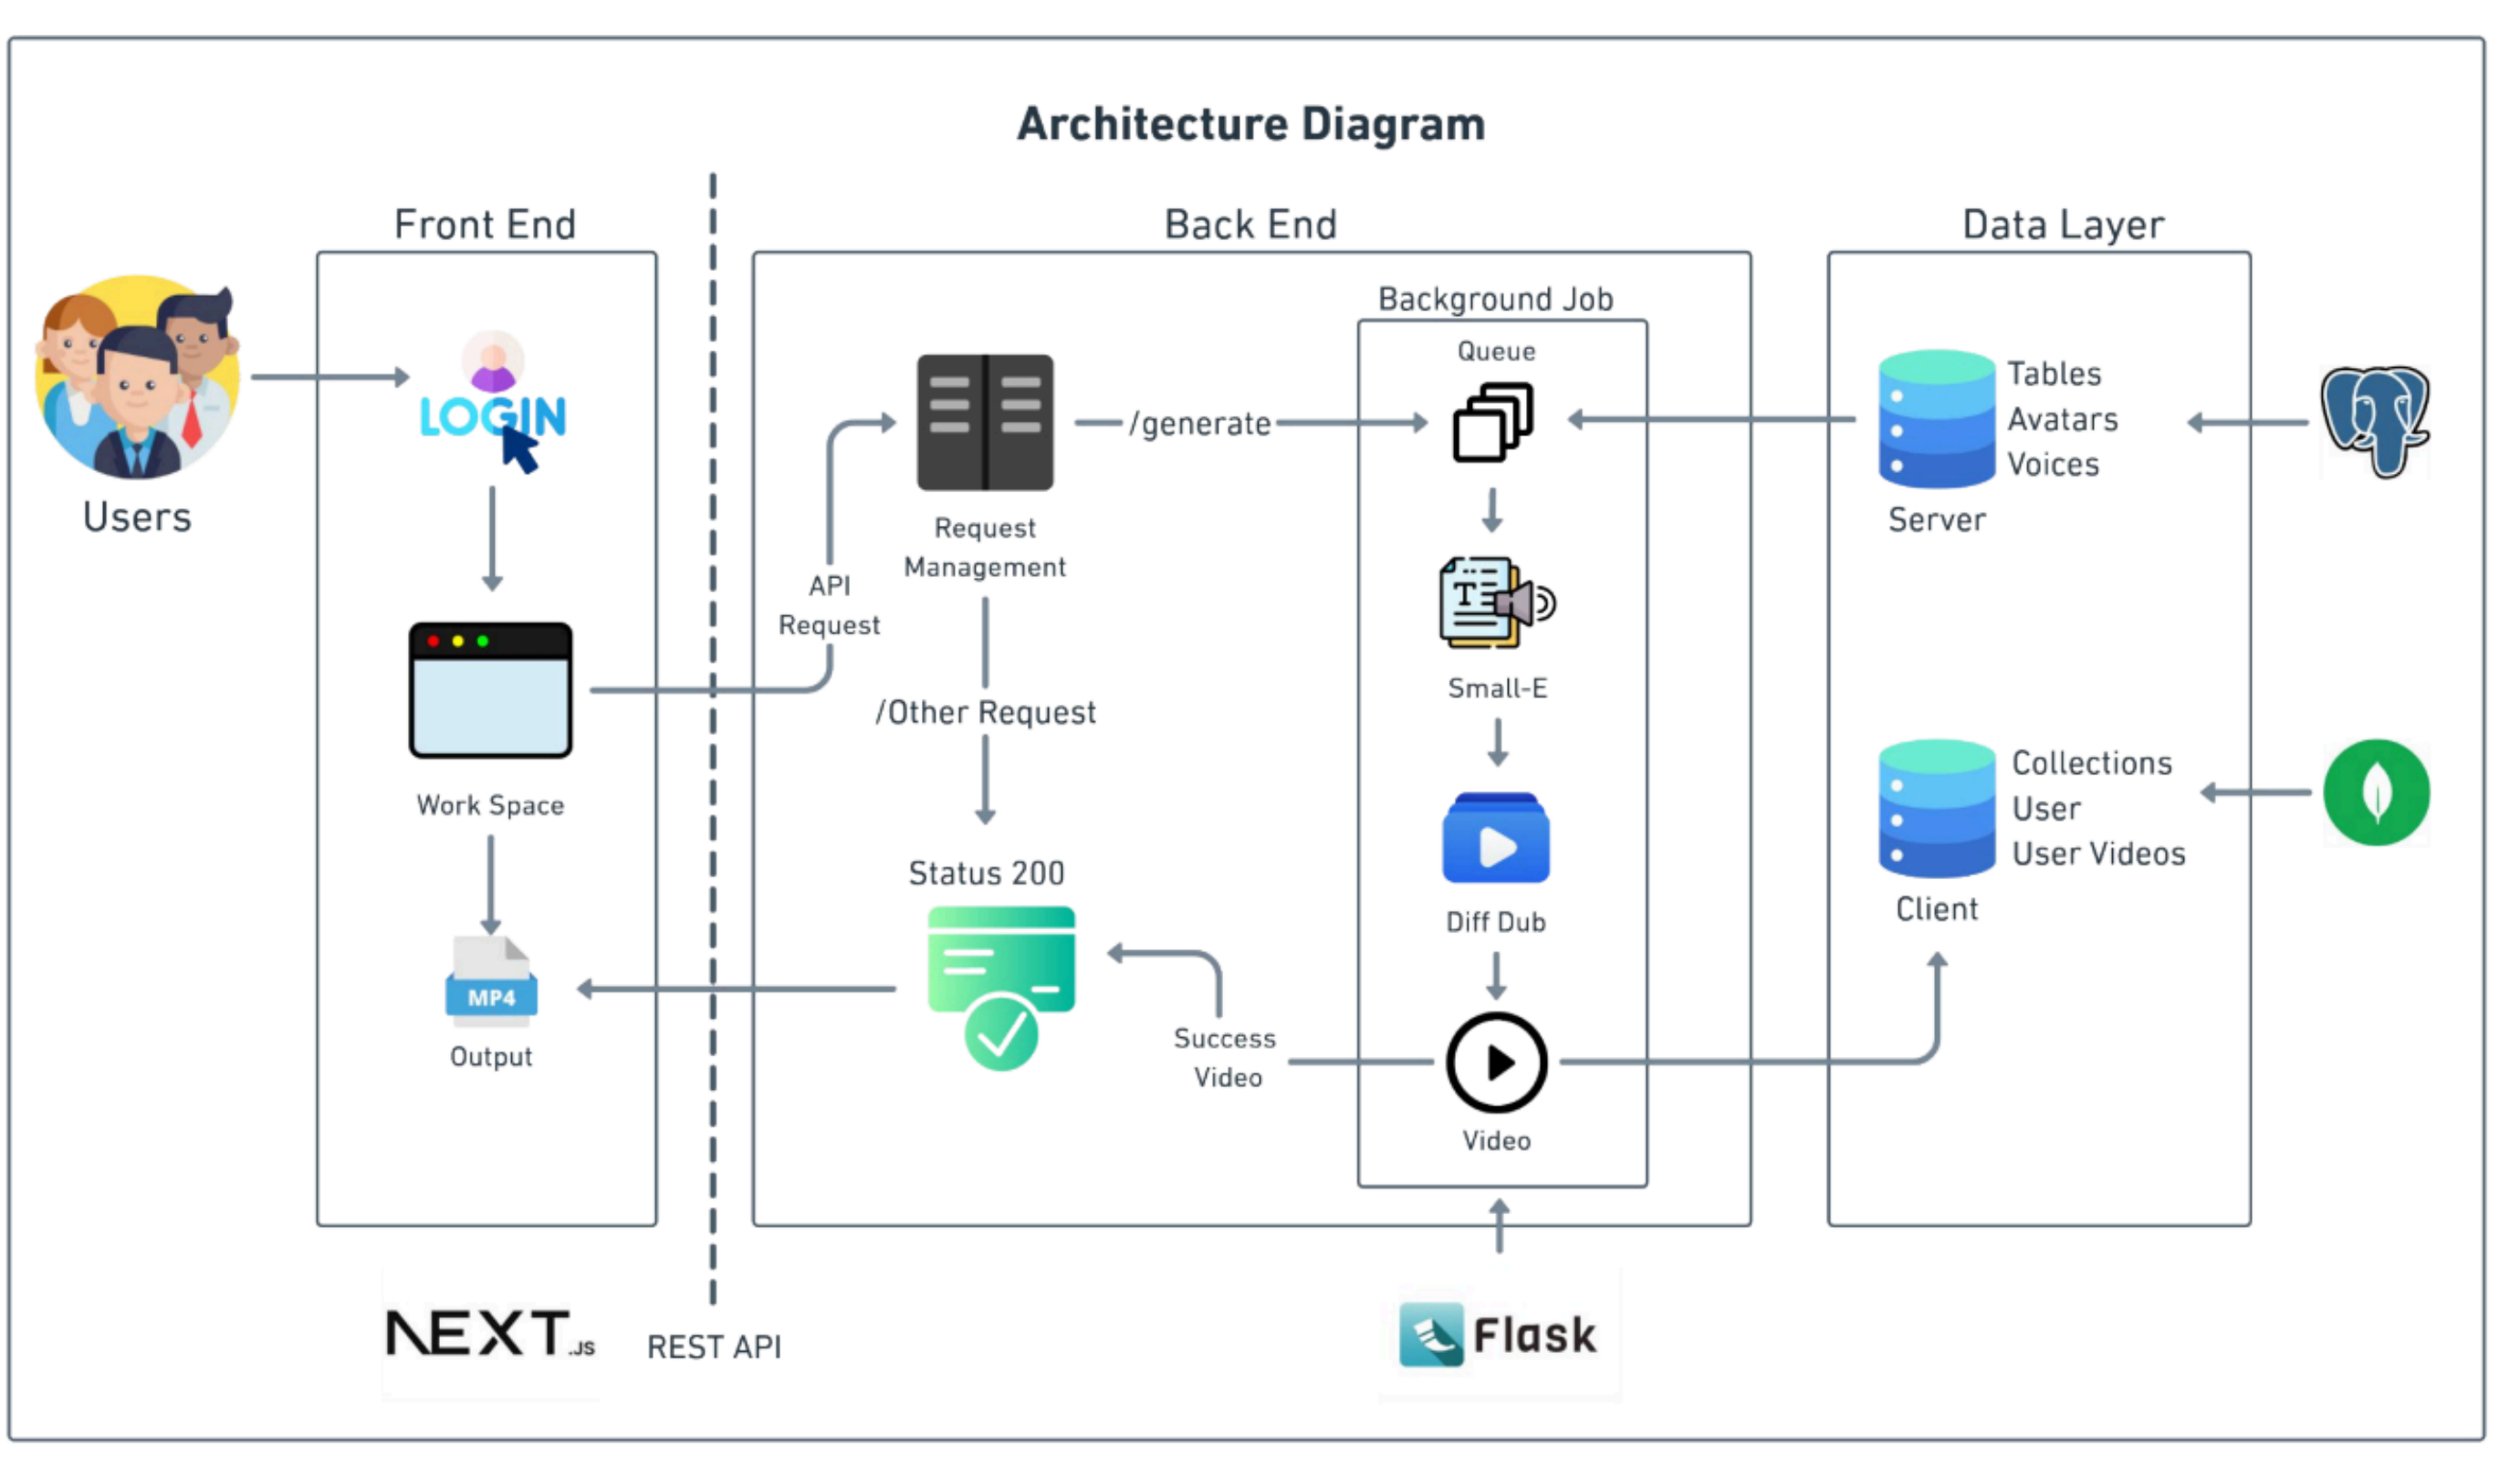 Architecture Diagram
Front End
Back End
Data Layer
Users
LOGIN
Work Space
MP4
Output
NEXT.JS
REST API
API
Request
Request
Management
/generate
/Other Request
Status 200
Success
Video
Background Job
Queue
T
Small-E
Diff Dub
Video
Flask
Tables
Avatars
Voices
Server
Collections
User
User Videos
Client